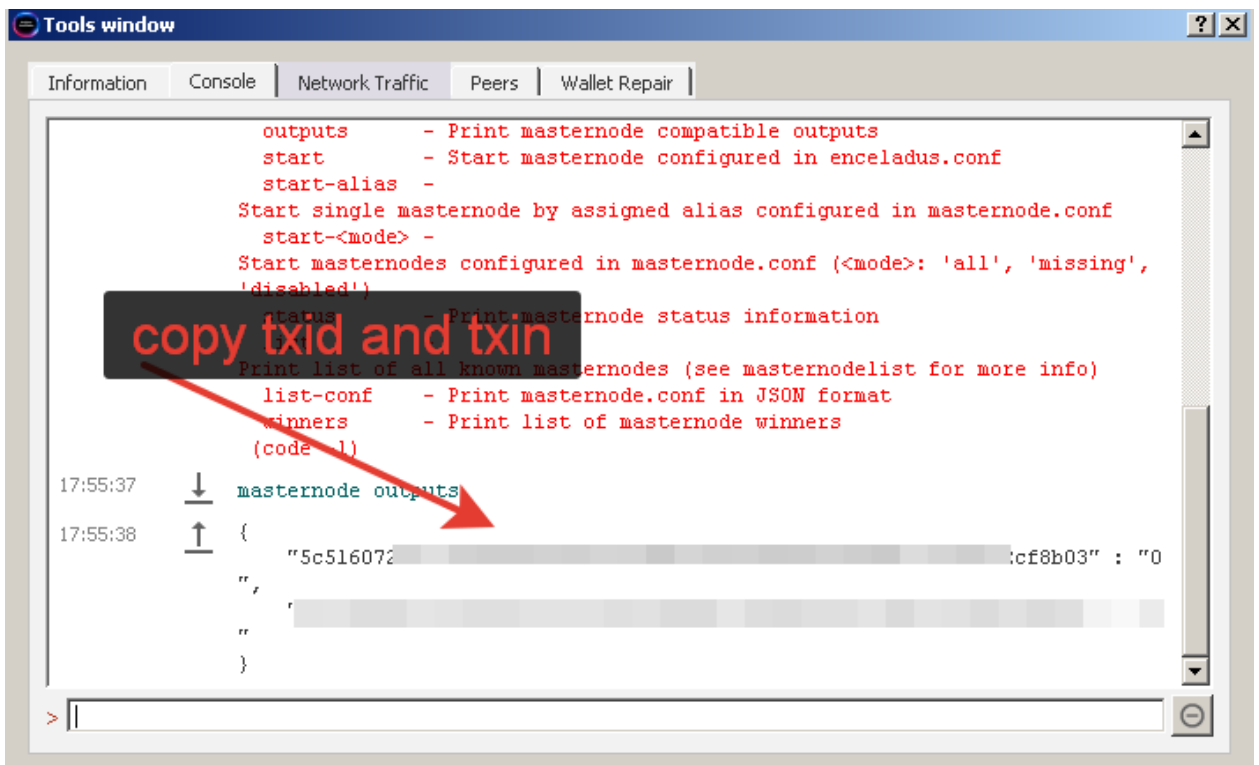 Tools window
Information Console Network Traffic Peers Wallet Repair
outputs - Print masternode compatible outputs
start - Start masternode configured in enceladus.conf
start-alias -
Start single masternode by assigned alias configured in masternode.conf
start-<mode> -
Start masternodes configured in masternode.conf (<mode>: 'all', 'missing',
'disabled')
status - Print masternode status information
copy txid and txin
Print list of all known masternodes (see masternodelist for more info)
list-conf - Print masternode.conf in JSON format
winners - Print list of masternode winners
(code -1)
17:55:37 masternode outputs
17:55:38 {
"5c516072 cf8b03" : "0
",
"
"
}
>